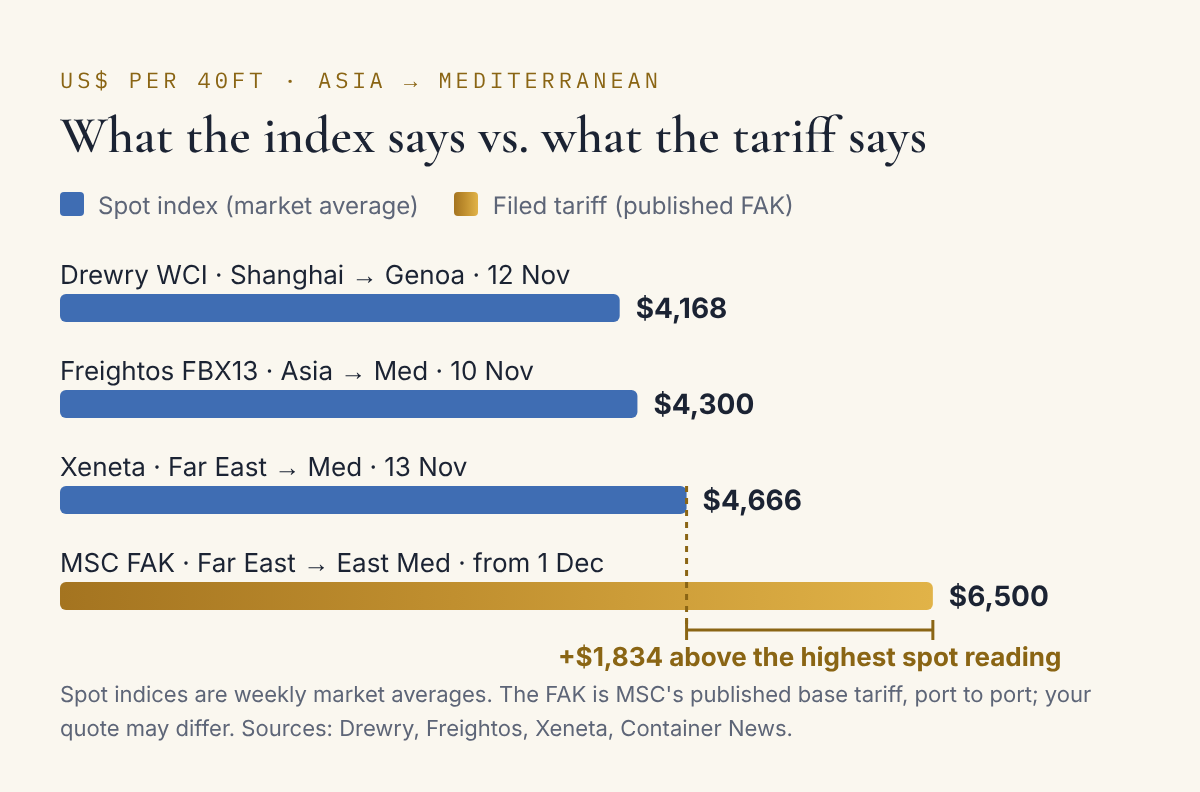 US$ PER 40FT · ASIA → MEDITERRANEAN
What the index says vs. what the tariff says
Spot index (market average)
Filed tariff (published FAK)
Drewry WCI · Shanghai → Genoa · 12 Nov
$4,168
Freightos FBX13 · Asia → Med · 10 Nov
$4,300
Xeneta · Far East → Med · 13 Nov
$4,666
MSC FAK · Far East → East Med · from 1 Dec
$6,500
+$1,834 above the highest spot reading
Spot indices are weekly market averages. The FAK is MSC's published base tariff, port to port; your
quote may differ. Sources: Drewry, Freightos, Xeneta, Container News.